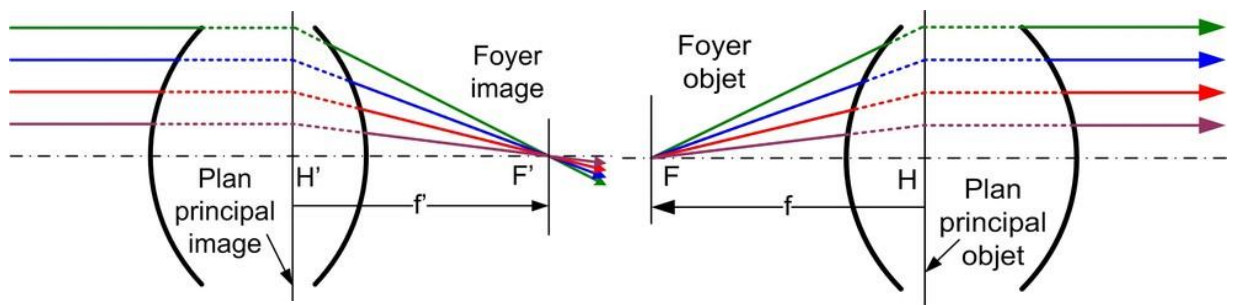 Foyer
image
Plan
principal
image
H'
F'
f'
Foyer
objet
F
H
f
Plan
principal
objet